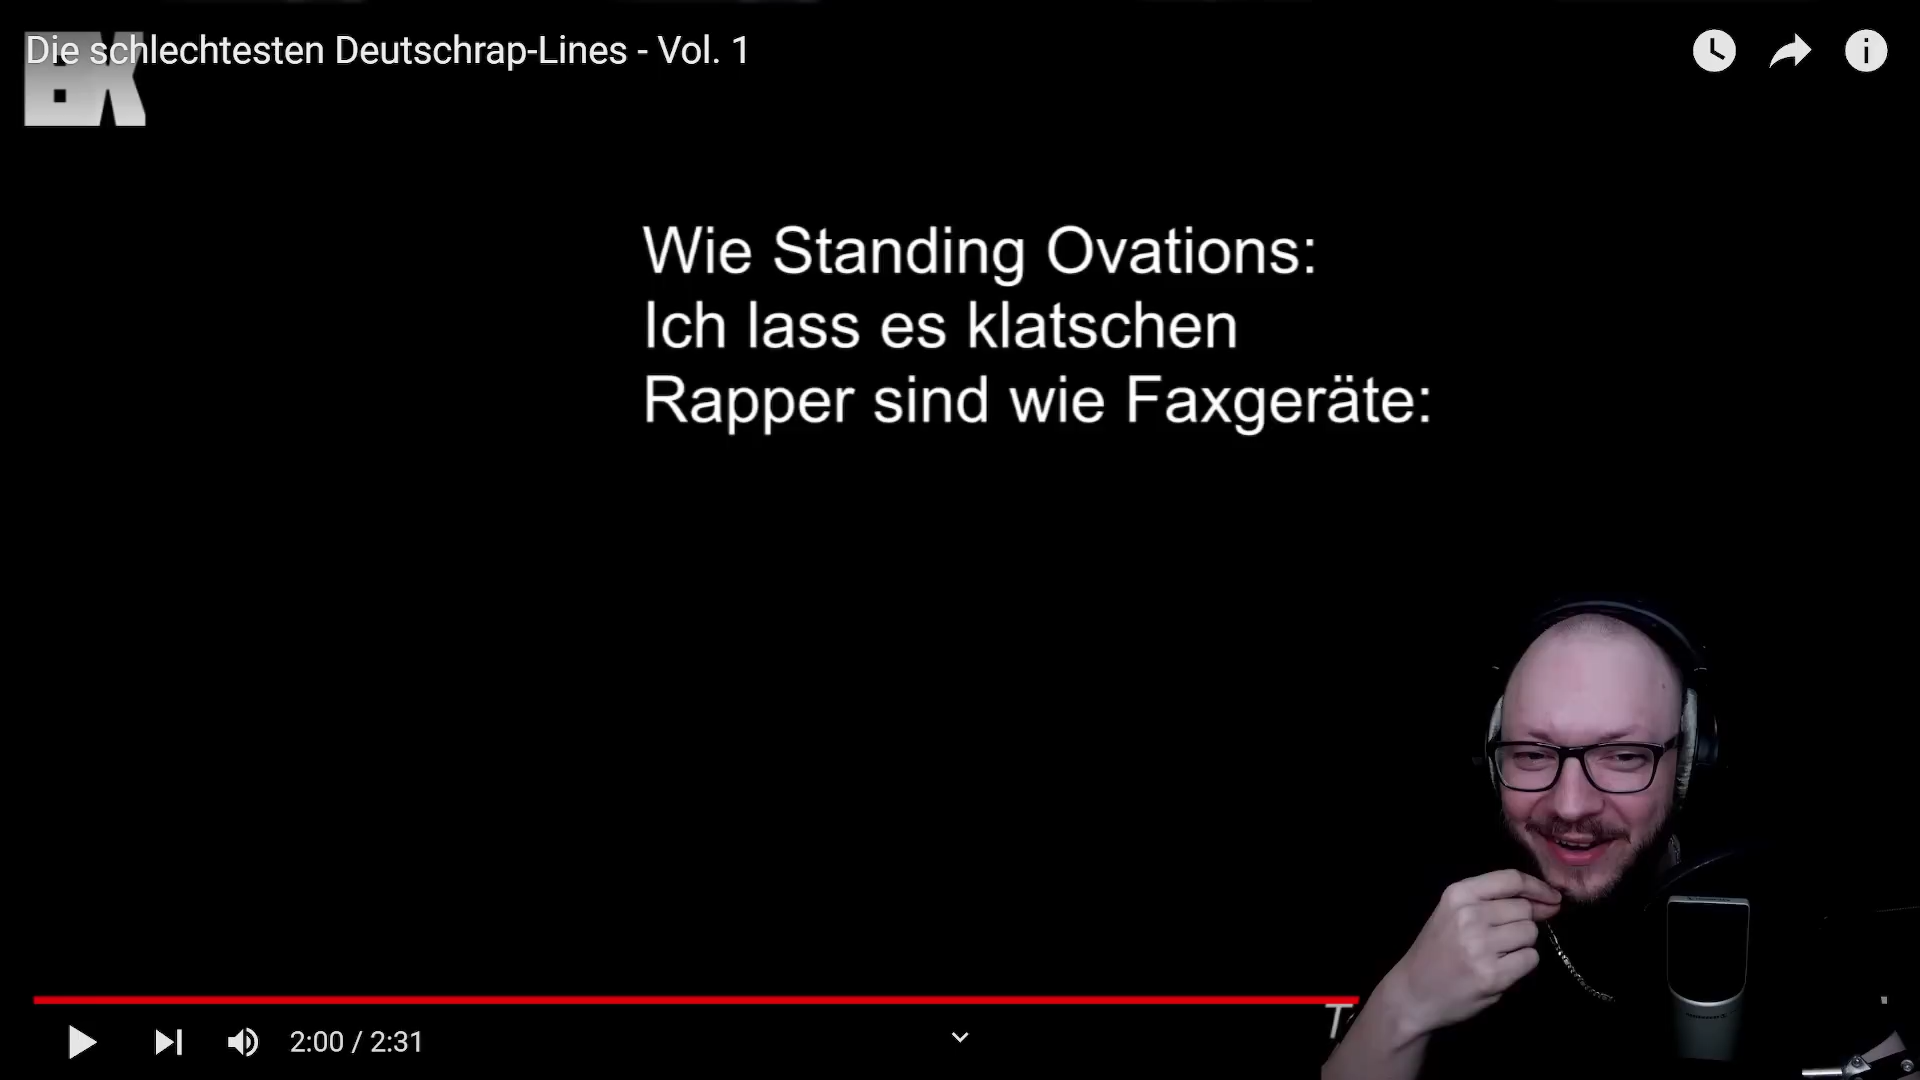 Die schlechtesten Deutschrap-Lines - Vol. 1
Wie Standing Ovations:
Ich lass es klatschen
Rapper sind wie Faxgeräte:
2:00 / 2:31